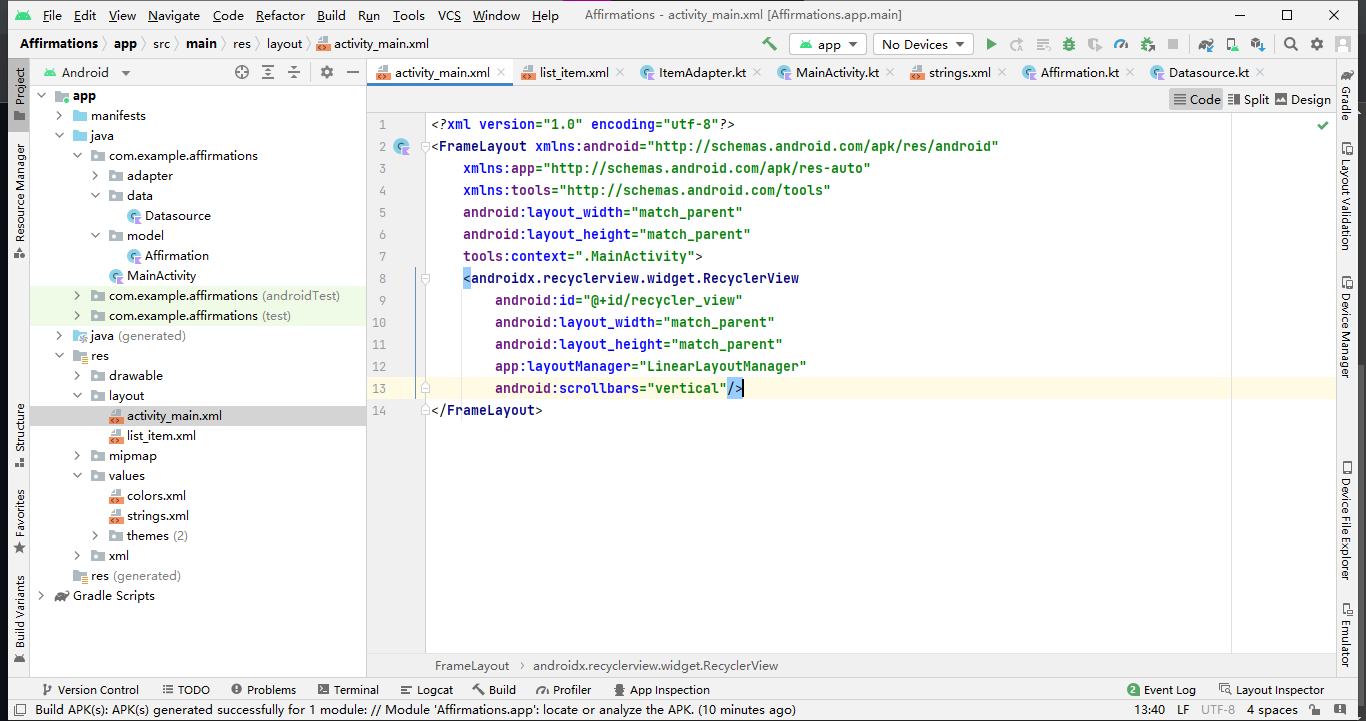 File Edit View Navigate Code Refactor Build Run Tools VCS Window Help Affirmations - activity_main.xml [Affirmations.app.main]
Affirmations app src main res layout activity_main.xml app No Devices
Project
Android
activity_main.xml list_item.xml ItemAdapter.kt MainActivity.kt strings.xml Affirmation.kt Datasource.kt
Gradle
Code Split Design
app
manifests
java
com.example.affirmations
adapter
data
Datasource
model
Affirmation
MainActivity
com.example.affirmations (androidTest)
com.example.affirmations (test)
java (generated)
res
drawable
layout
activity_main.xml
list_item.xml
mipmap
values
colors.xml
strings.xml
themes (2)
xml
res (generated)
Gradle Scripts
Resource Manager
Structure
Favorites
Build Variants
1 <?xml version="1.0" encoding="utf-8"?>
2 <FrameLayout xmlns:android="http://schemas.android.com/apk/res/android"
3 xmlns:app="http://schemas.android.com/apk/res-auto"
4 xmlns:tools="http://schemas.android.com/tools"
5 android:layout_width="match_parent"
6 android:layout_height="match_parent"
7 tools:context=".MainActivity">
8 <androidx.recyclerview.widget.RecyclerView
9 android:id="@+id/recycler_view"
10 android:layout_width="match_parent"
11 android:layout_height="match_parent"
12 app:layoutManager="LinearLayoutManager"
13 android:scrollbars="vertical"/>
14 </FrameLayout>
Layout Validation
Device Manager
Device File Explorer
Emulator
FrameLayout androidx.recyclerview.widget.RecyclerView
Version Control TODO Problems Terminal Logcat Build Profiler App Inspection 2 Event Log Layout Inspector
Build APK(s): APK(s) generated successfully for 1 module: // Module 'Affirmations.app': locate or analyze the APK. (10 minutes ago) 13:40 LF UTF-8 4 spaces